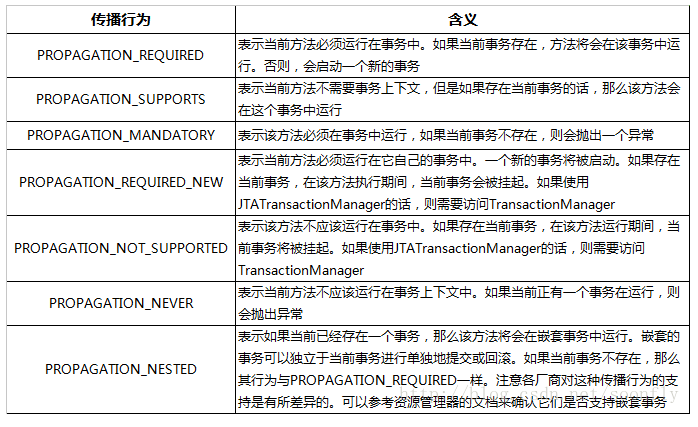 传播行为 含义
PROPAGATION_REQUIRED
表示当前方法必须运行在事务中。如果当前事务存在，方法将会在该事务中运
行。否则，会启动一个新的事务
PROPAGATION_SUPPORTS
表示当前方法不需要事务上下文，但是如果存在当前事务的话，那么该方法会
在这个事务中运行
PROPAGATION_MANDATORY
表示该方法必须在事务中运行，如果当前事务不存在，则会抛出一个异常
PROPAGATION_REQUIRED_NEW
表示当前方法必须运行在它自己的事务中。一个新的事务将被启动。如果存在
当前事务，在该方法执行期间，当前事务会被挂起。如果使用
JTATransactionManager的话，则需要访问TransactionManager
PROPAGATION_NOT_SUPPORTED
表示该方法不应该运行在事务中。如果存在当前事务，在该方法运行期间，当
前事务将被挂起。如果使用JTATransactionManager的话，则需要访问
TransactionManager
PROPAGATION_NEVER
表示当前方法不应该运行在事务上下文中。如果当前正有一个事务在运行，则
会抛出异常
PROPAGATION_NESTED
表示如果当前已经存在一个事务，那么该方法将会在嵌套事务中运行。嵌套的
事务可以独立于当前事务进行单独地提交或回滚。如果当前事务不存在，那么
其行为与PROPAGATION_REQUIRED一样。注意各厂商对这种传播行为的支
持是有所差异的。可以参考资源管理器的文档来确认它们是否支持嵌套事务